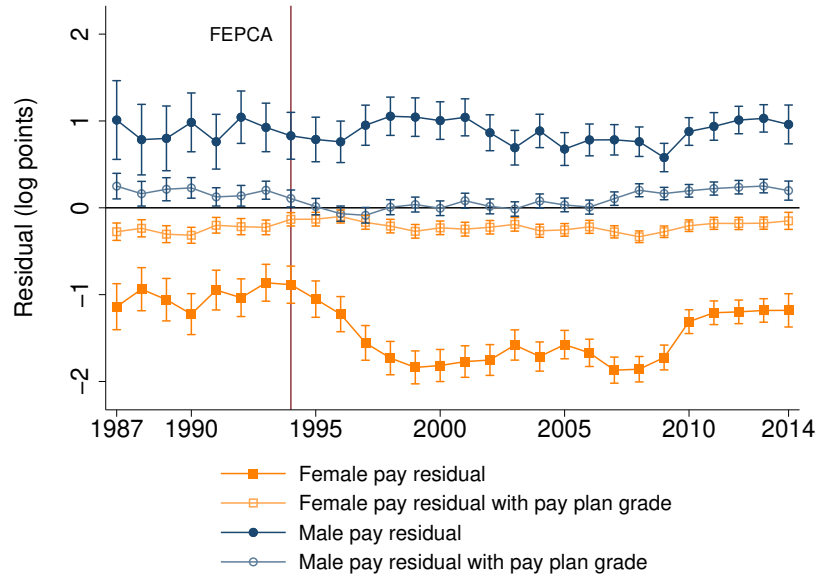 FEPCA
2
1
0
−1
−2
Residual (log points)
1987 1990 1995 2000 2005 2010 2014
Female pay residual
Female pay residual with pay plan grade
Male pay residual
Male pay residual with pay plan grade